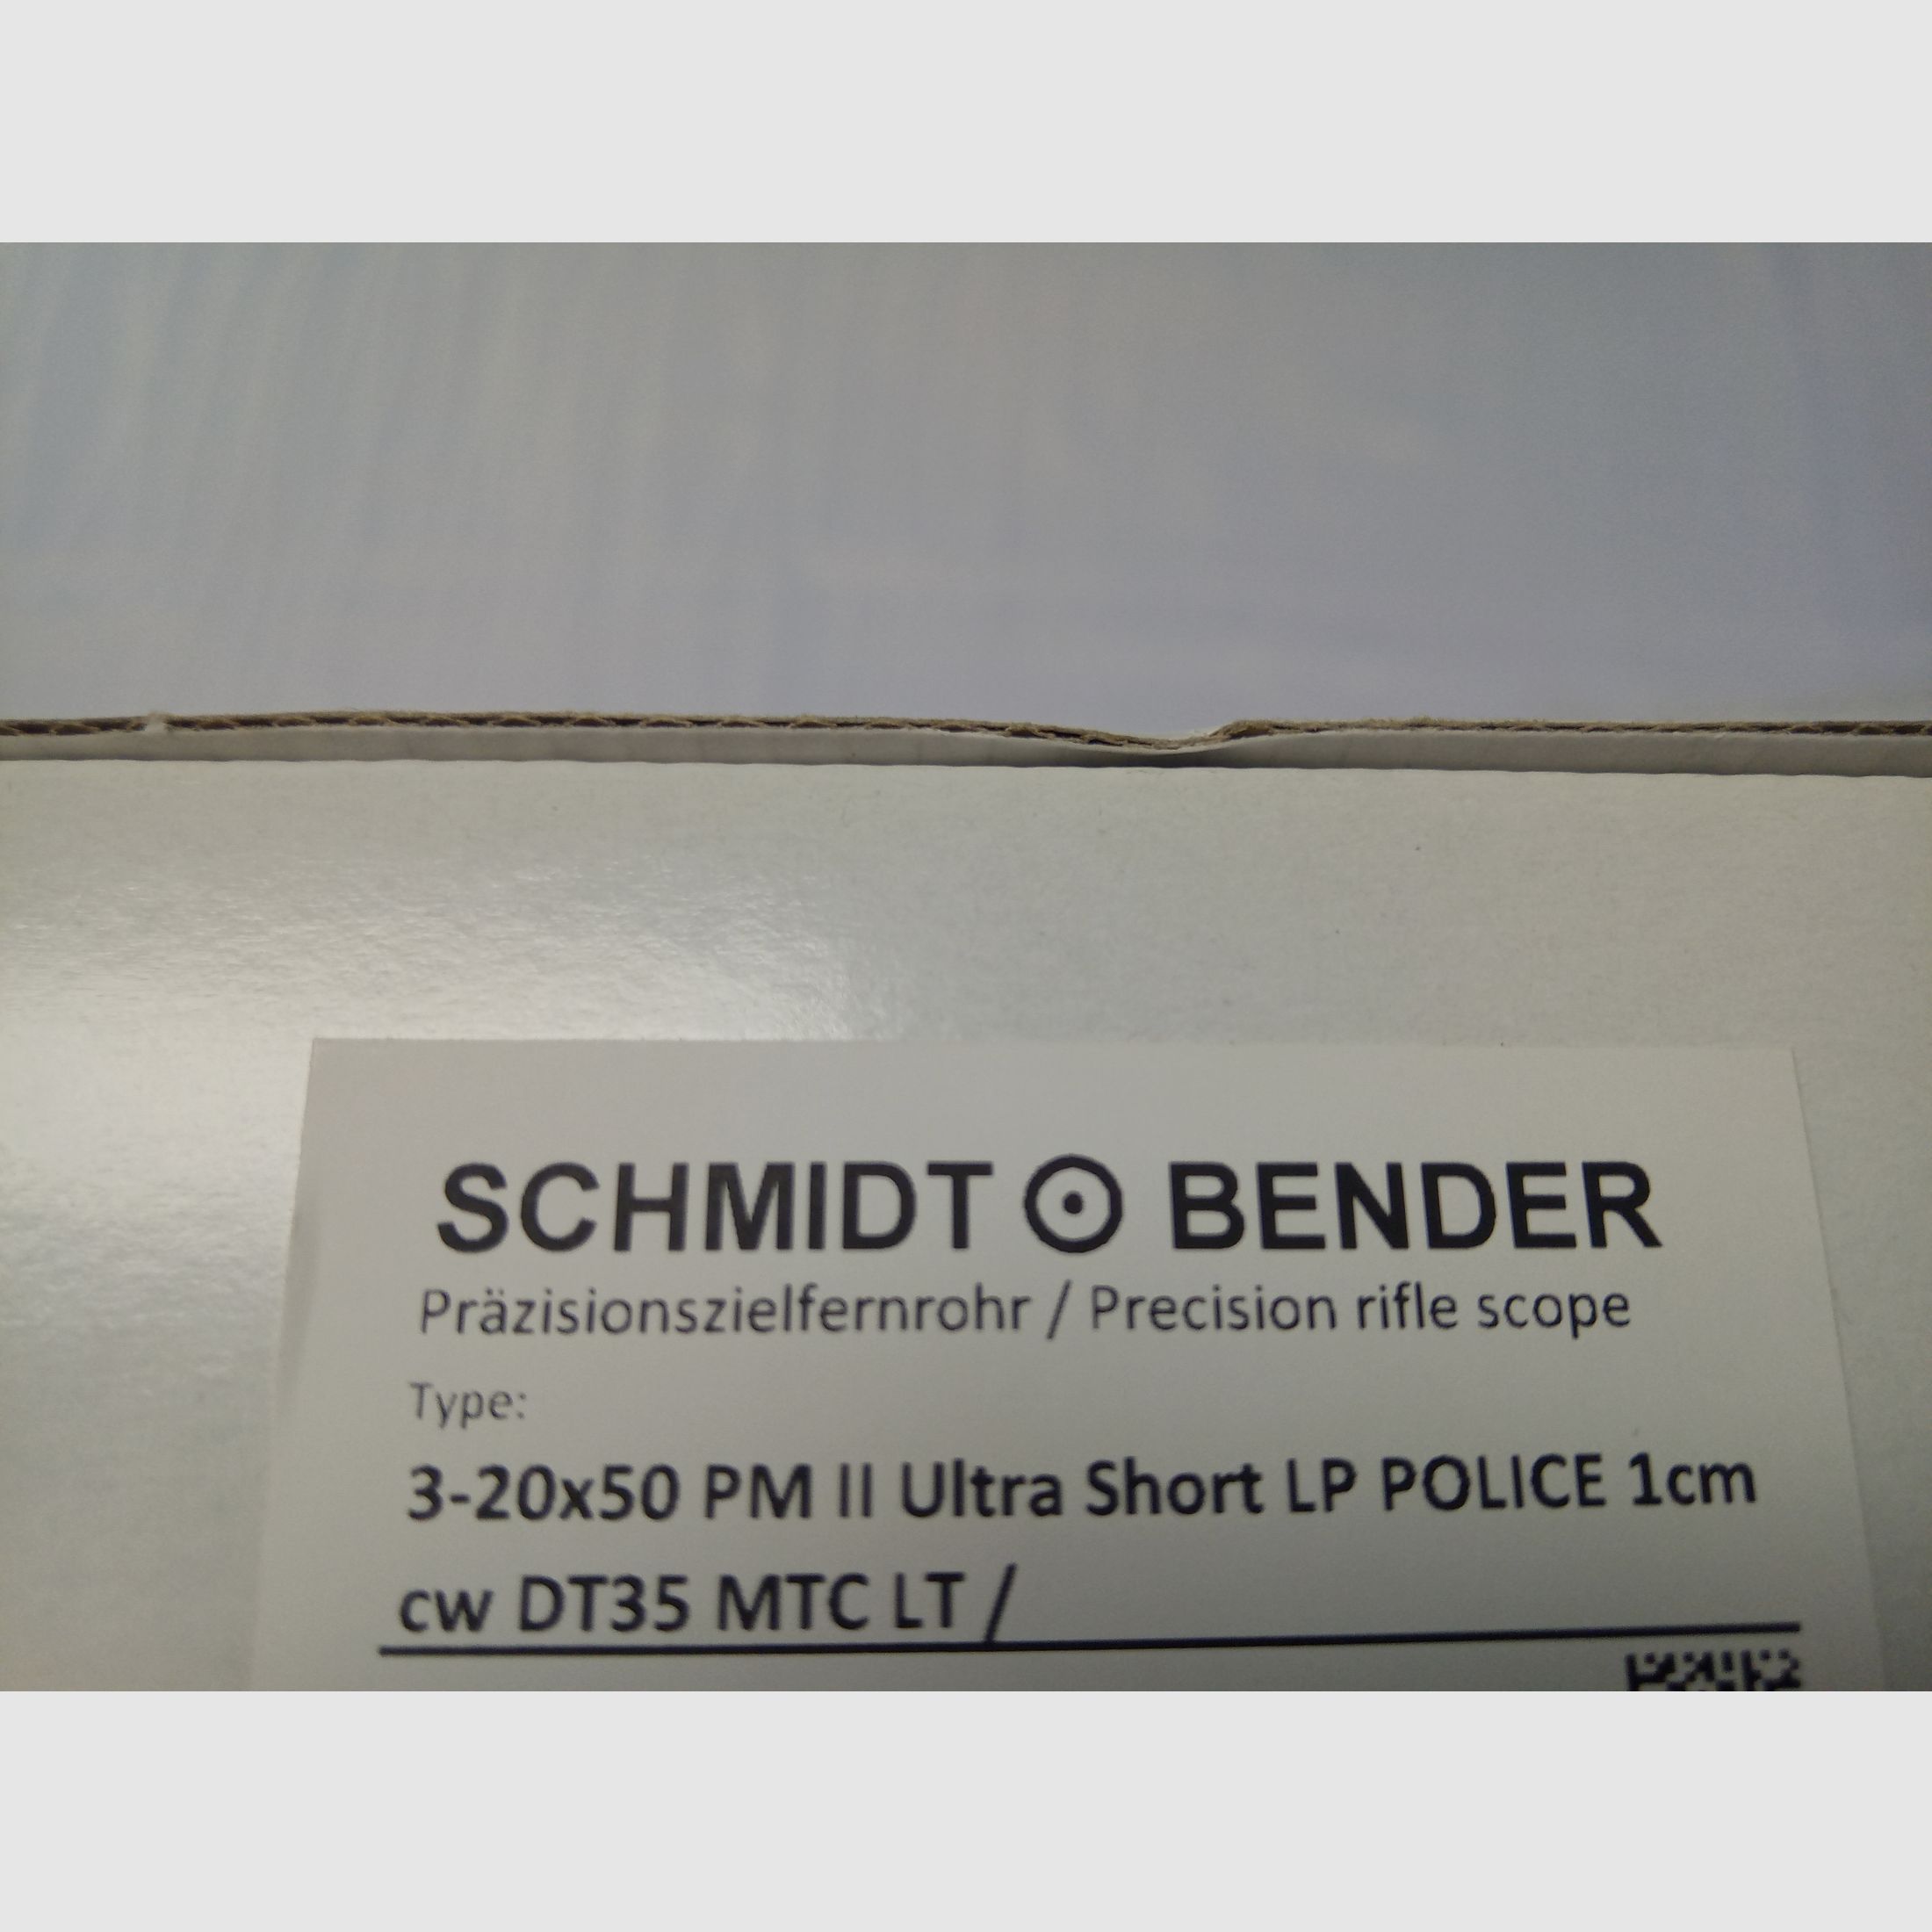 SCHMIDT BENDER
Präzisionszielfernrohr / Precision rifle scope
Type:
3-20x50 PM II Ultra Short LP POLICE 1cm
cw DT35 MTC LT /